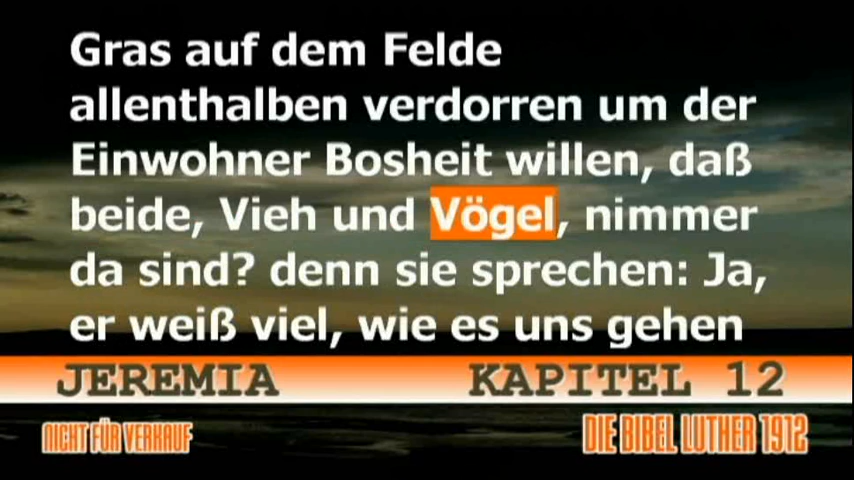 Gras auf dem Felde
allenthalben verdorren um der
Einwohner Bosheit willen, daß
beide, Vieh und Vögel, nimmer
da sind? denn sie sprechen: Ja,
er weiß viel, wie es uns gehen
JEREMIA KAPITEL 12
NICHT FÜR VERKAUF DIE BIBEL LUTHER 1912